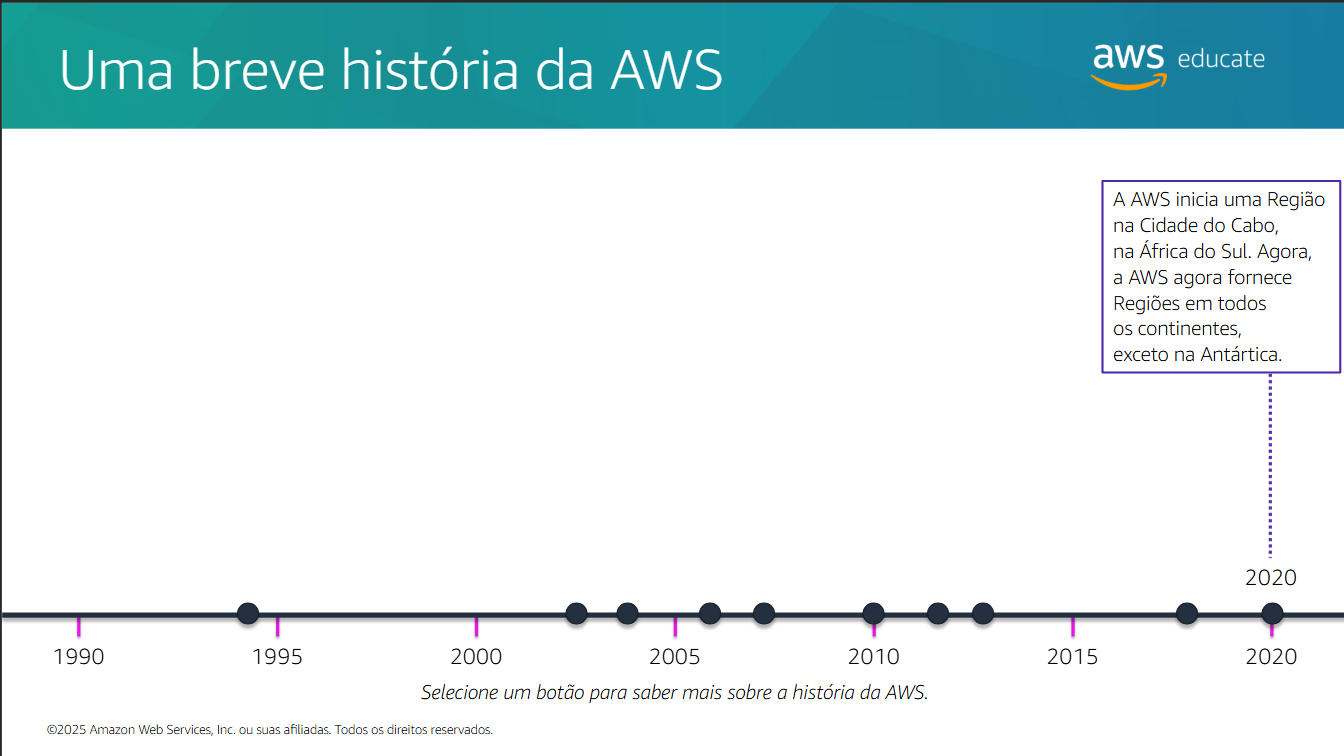 Uma breve história da AWS
aws educate
A AWS inicia uma Região
na Cidade do Cabo,
na África do Sul. Agora,
a AWS agora fornece
Regiões em todos
os continentes,
exceto na Antártica.
2020
1990 1995 2000 2005 2010 2015 2020
Selecione um botão para saber mais sobre a história da AWS.
©2025 Amazon Web Services, Inc. ou suas afiliadas. Todos os direitos reservados.